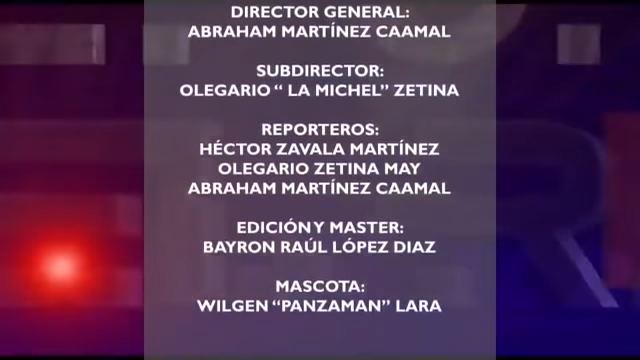 DIRECTOR GENERAL:
ABRAHAM MARTÍNEZ CAAMAL
SUBDIRECTOR:
OLEGARIO “ LA MICHEL” ZETINA
REPORTEROS:
HÉCTOR ZAVALA MARTÍNEZ
OLEGARIO ZETINA MAY
ABRAHAM MARTÍNEZ CAAMAL
EDICIÓN Y MASTER:
BAYRON RAÚL LÓPEZ DIAZ
MASCOTA:
WILGEN “PANZAMAN” LARA